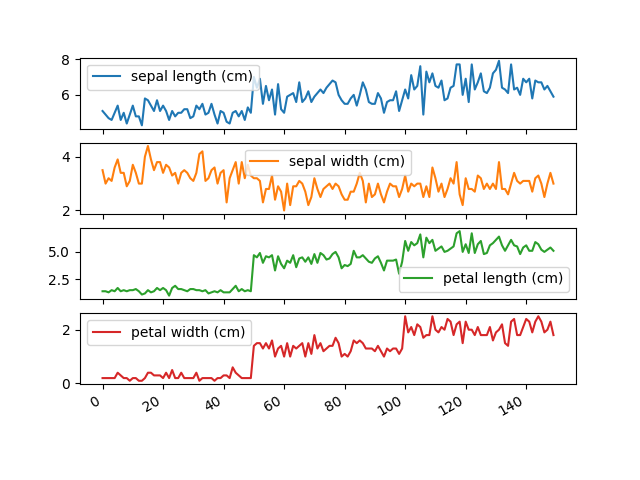 8
6
sepal length (cm)
4
2
sepal width (cm)
5.0
2.5
petal length (cm)
2
0
petal width (cm)
0 20 40 60 80 100 120 140